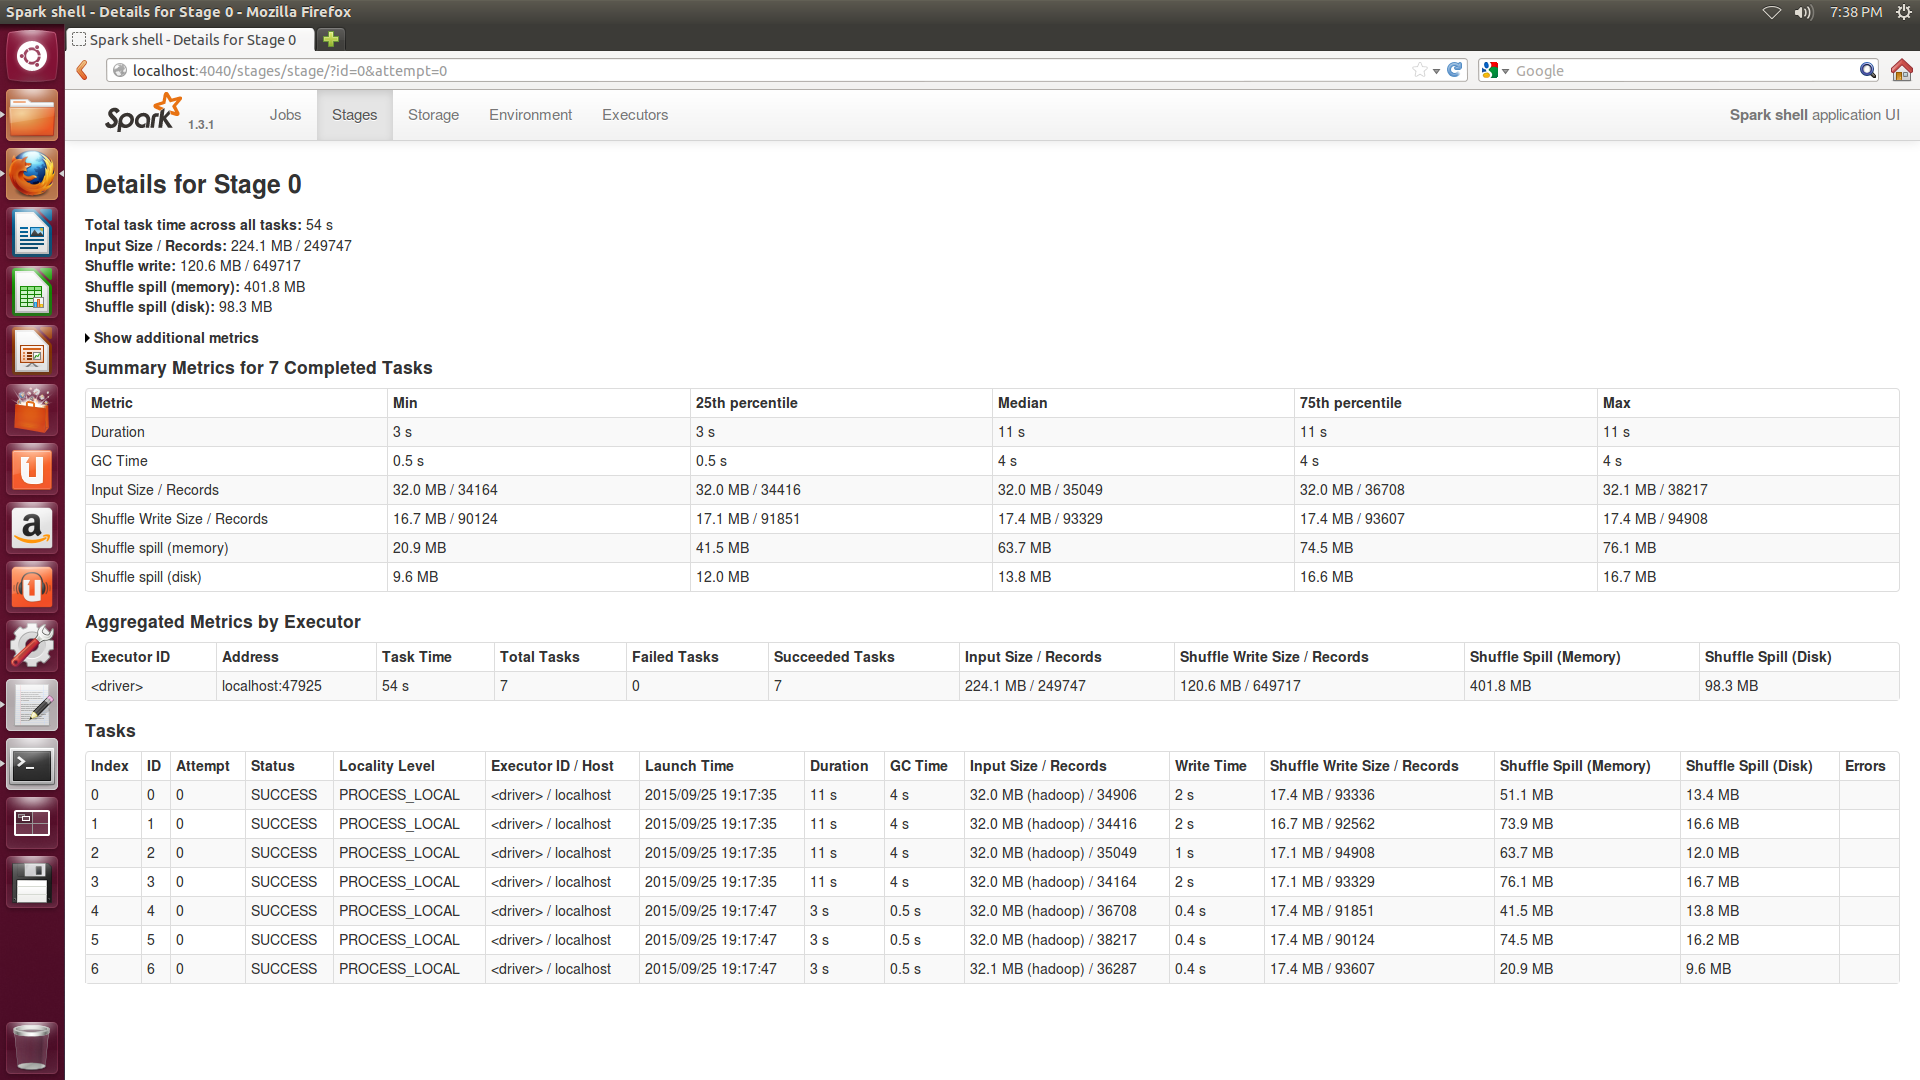 Spark shell - Details for Stage 0 - Mozilla Firefox
7:38 PM
Spark shell - Details for Stage 0
localhost:4040/stages/stage/?id=0&attempt=0
Google
Spark 1.3.1 Jobs Stages Storage Environment Executors Spark shell application UI
Details for Stage 0
Total task time across all tasks: 54 s
Input Size / Records: 224.1 MB / 249747
Shuffle write: 120.6 MB / 649717
Shuffle spill (memory): 401.8 MB
Shuffle spill (disk): 98.3 MB
Show additional metrics
Summary Metrics for 7 Completed Tasks
Metric Min 25th percentile Median 75th percentile Max
Duration 3 s 3 s 11 s 11 s 11 s
GC Time 0.5 s 0.5 s 4 s 4 s 4 s
Input Size / Records 32.0 MB / 34164 32.0 MB / 34416 32.0 MB / 35049 32.0 MB / 36708 32.1 MB / 38217
Shuffle Write Size / Records 16.7 MB / 90124 17.1 MB / 91851 17.4 MB / 93329 17.4 MB / 93607 17.4 MB / 94908
Shuffle spill (memory) 20.9 MB 41.5 MB 63.7 MB 74.5 MB 76.1 MB
Shuffle spill (disk) 9.6 MB 12.0 MB 13.8 MB 16.6 MB 16.7 MB
Aggregated Metrics by Executor
Executor ID Address Task Time Total Tasks Failed Tasks Succeeded Tasks Input Size / Records Shuffle Write Size / Records Shuffle Spill (Memory) Shuffle Spill (Disk)
<driver> localhost:47925 54 s 7 0 7 224.1 MB / 249747 120.6 MB / 649717 401.8 MB 98.3 MB
Tasks
Index ID Attempt Status Locality Level Executor ID / Host Launch Time Duration GC Time Input Size / Records Write Time Shuffle Write Size / Records Shuffle Spill (Memory) Shuffle Spill (Disk) Errors
0 0 0 SUCCESS PROCESS_LOCAL <driver> / localhost 2015/09/25 19:17:35 11 s 4 s 32.0 MB (hadoop) / 34906 2 s 17.4 MB / 93336 51.1 MB 13.4 MB
1 1 0 SUCCESS PROCESS_LOCAL <driver> / localhost 2015/09/25 19:17:35 11 s 4 s 32.0 MB (hadoop) / 34416 2 s 16.7 MB / 92562 73.9 MB 16.6 MB
2 2 0 SUCCESS PROCESS_LOCAL <driver> / localhost 2015/09/25 19:17:35 11 s 4 s 32.0 MB (hadoop) / 35049 1 s 17.1 MB / 94908 63.7 MB 12.0 MB
3 3 0 SUCCESS PROCESS_LOCAL <driver> / localhost 2015/09/25 19:17:35 11 s 4 s 32.0 MB (hadoop) / 34164 2 s 17.1 MB / 93329 76.1 MB 16.7 MB
4 4 0 SUCCESS PROCESS_LOCAL <driver> / localhost 2015/09/25 19:17:47 3 s 0.5 s 32.0 MB (hadoop) / 36708 0.4 s 17.4 MB / 91851 41.5 MB 13.8 MB
5 5 0 SUCCESS PROCESS_LOCAL <driver> / localhost 2015/09/25 19:17:47 3 s 0.5 s 32.0 MB (hadoop) / 38217 0.4 s 17.4 MB / 90124 74.5 MB 16.2 MB
6 6 0 SUCCESS PROCESS_LOCAL <driver> / localhost 2015/09/25 19:17:47 3 s 0.5 s 32.1 MB (hadoop) / 36287 0.4 s 17.4 MB / 93607 20.9 MB 9.6 MB